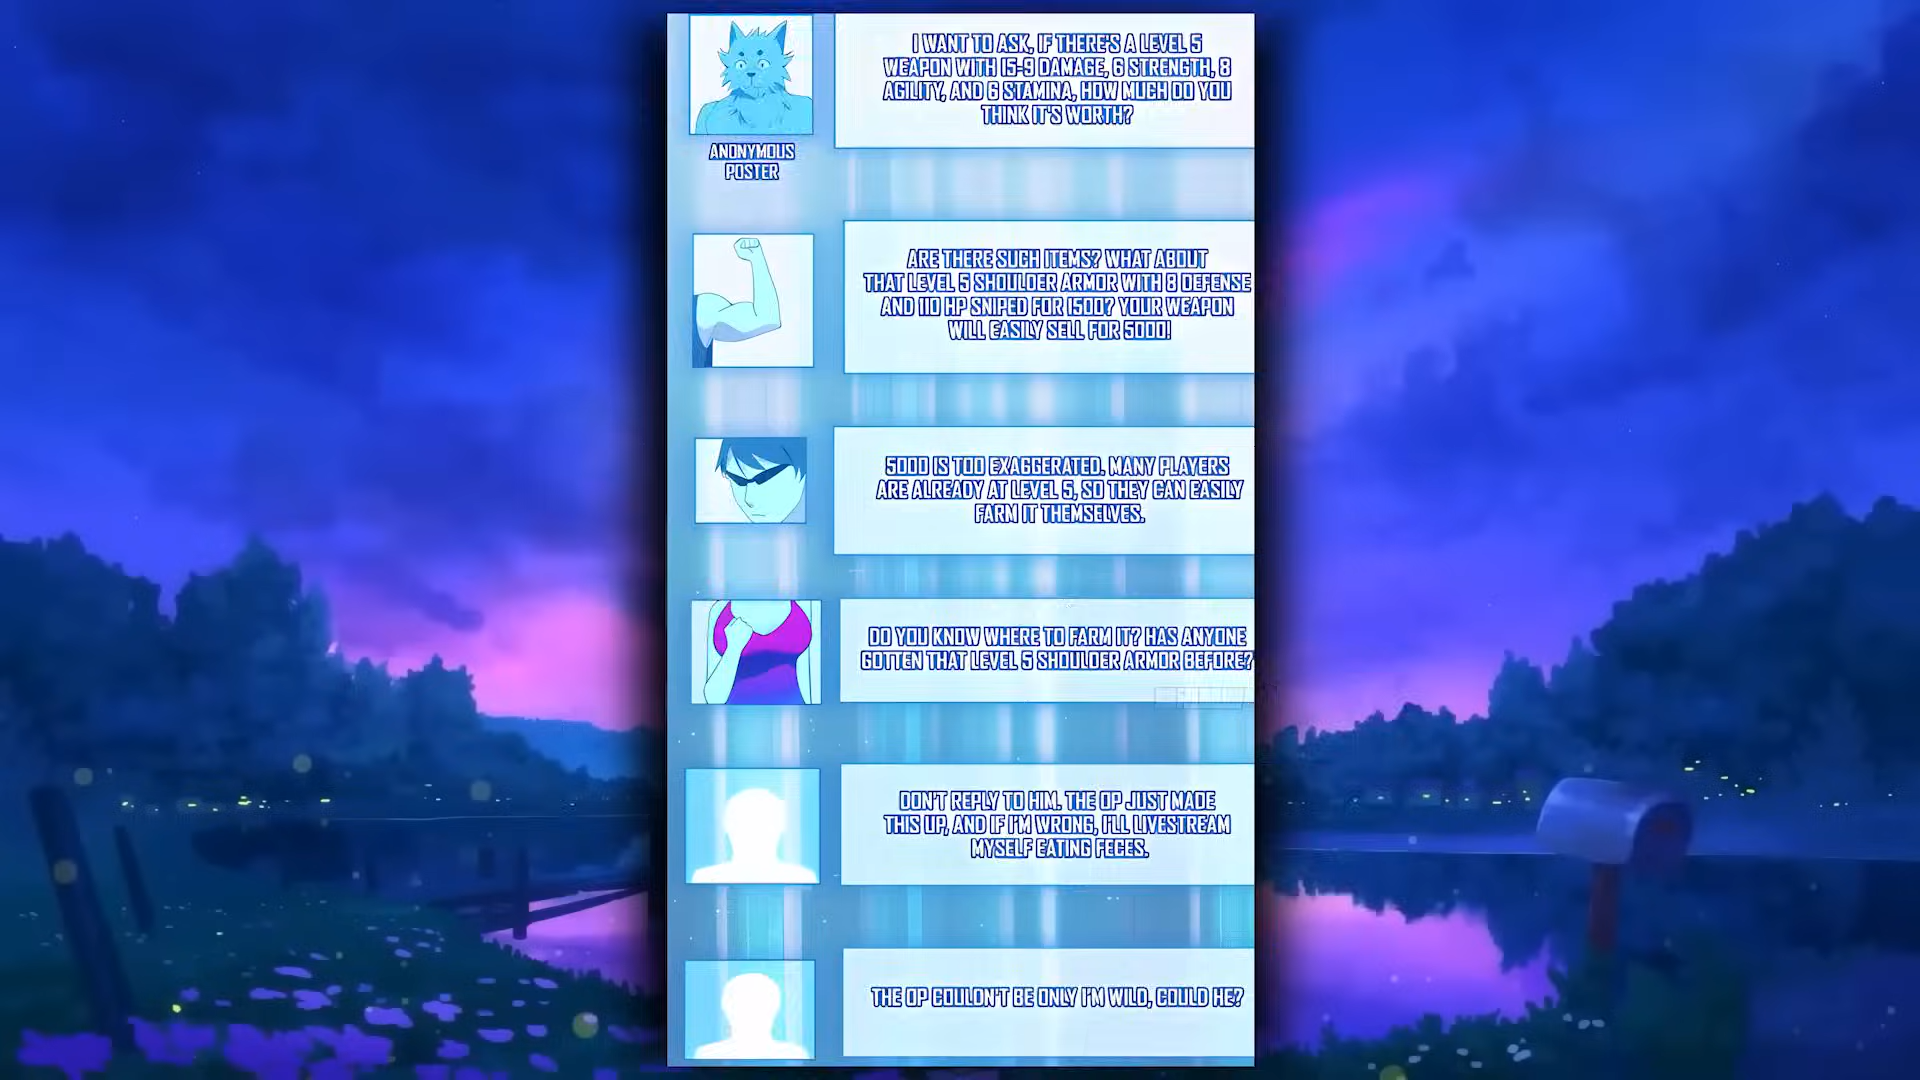 I WANT TO ASK, IF THERE'S A LEVEL 5
WEAPON WITH 15-9 DAMAGE, 6 STRENGTH, 8
AGILITY, AND 6 STAMINA, HOW MUCH DO YOU
THINK IT'S WORTH?
ANONYMOUS
POSTER
ARE THERE SUCH ITEMS? WHAT ABOUT
THAT LEVEL 5 SHOULDER ARMOR WITH 8 DEFENSE
AND 110 HP SNIPED FOR 1500? YOUR WEAPON
WILL EASILY SELL FOR 5000!
5000 IS TOO EXAGGERATED. MANY PLAYERS
ARE ALREADY AT LEVEL 5, SO THEY CAN EASILY
FARM IT THEMSELVES.
DO YOU KNOW WHERE TO FARM IT? HAS ANYONE
GOTTEN THAT LEVEL 5 SHOULDER ARMOR BEFORE?
DON'T REPLY TO HIM. THE OP JUST MADE
THIS UP, AND IF I'M WRONG, I'LL LIVESTREAM
MYSELF EATING FECES.
THE OP COULDN'T BE ONLY I'M WILD, COULD HE?